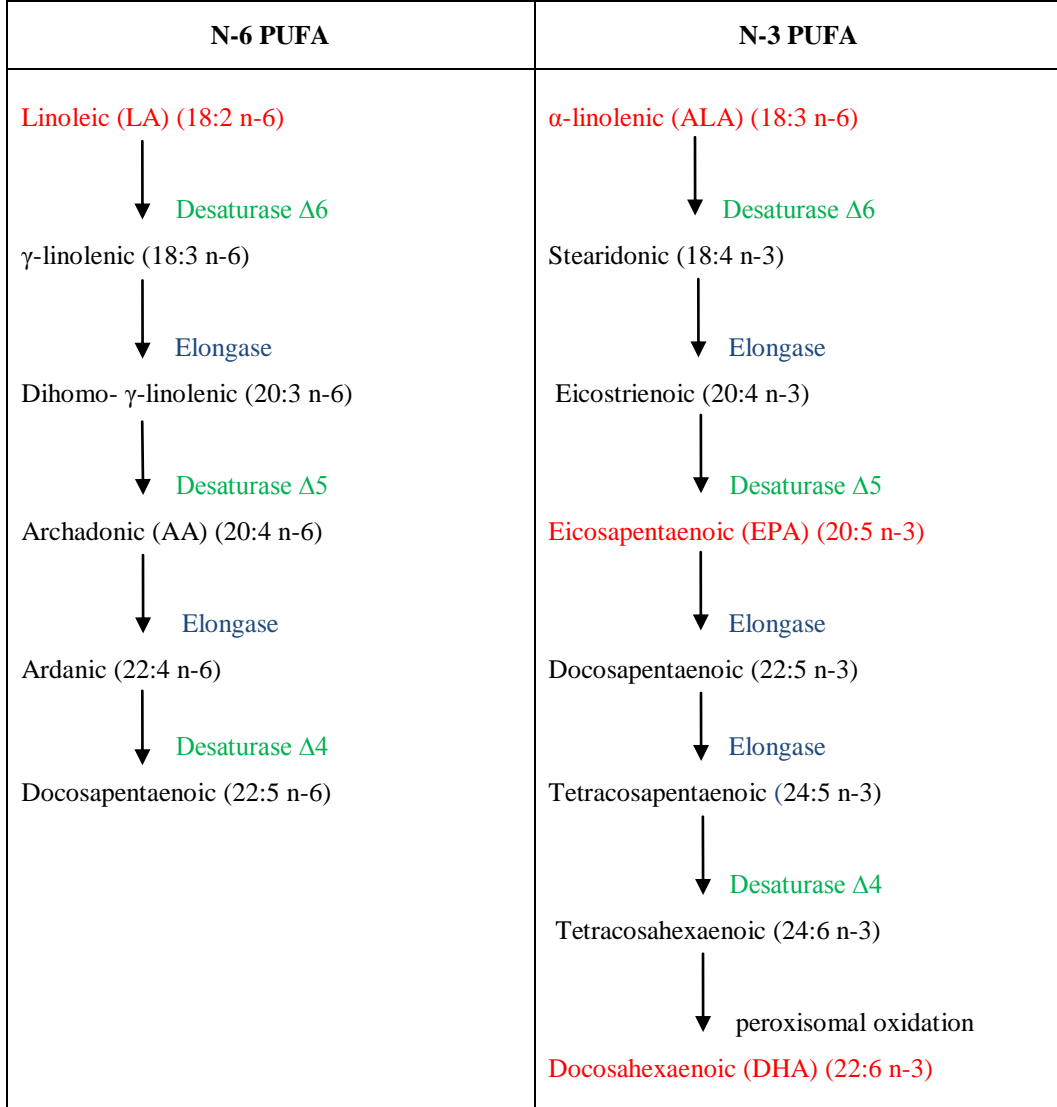 N-6 PUFA
Linoleic (LA) (18:2 n-6)
Desaturase Δ6
γ-linolenic (18:3 n-6)
Elongase
Dihomo- γ-linolenic (20:3 n-6)
Desaturase Δ5
Archadonic (AA) (20:4 n-6)
Elongase
Ardanic (22:4 n-6)
Desaturase Δ4
Docosapentaenoic (22:5 n-6)
N-3 PUFA
α-linolenic (ALA) (18:3 n-6)
Desaturase Δ6
Stearidonic (18:4 n-3)
Elongase
Eicostrienoic (20:4 n-3)
Desaturase Δ5
Eicosapentaenoic (EPA) (20:5 n-3)
Elongase
Docosapentaenoic (22:5 n-3)
Elongase
Tetracosapentaenoic (24:5 n-3)
Desaturase Δ4
Tetracosahexaenoic (24:6 n-3)
peroxisomal oxidation
Docosahexaenoic (DHA) (22:6 n-3)